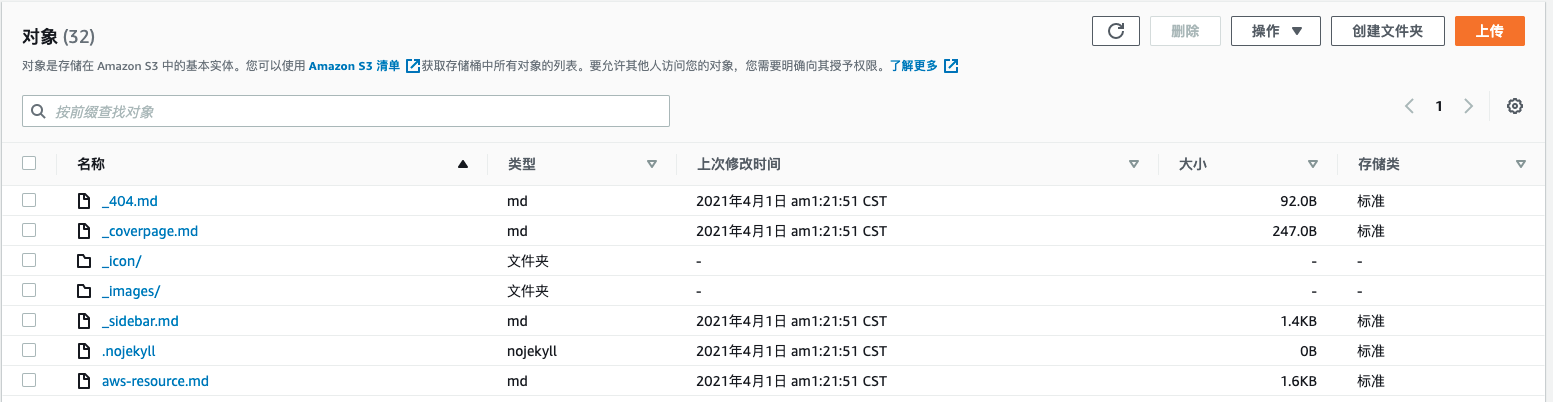 对象 (32)
删除
操作
创建文件夹
上传
对象是存储在 Amazon S3 中的基本实体。您可以使用 Amazon S3 清单 获取存储桶中所有对象的列表。要允许其他人访问您的对象，您需要明确向其授予权限。了解更多
按前缀查找对象
1
名称 类型 上次修改时间 大小 存储类
_404.md md 2021年4月1日 am1:21:51 CST 92.0B 标准
_coverpage.md md 2021年4月1日 am1:21:51 CST 247.0B 标准
_icon/ 文件夹 - - -
_images/ 文件夹 - - -
_sidebar.md md 2021年4月1日 am1:21:51 CST 1.4KB 标准
.nojekyll nojekyll 2021年4月1日 am1:21:51 CST 0B 标准
aws-resource.md md 2021年4月1日 am1:21:51 CST 1.6KB 标准